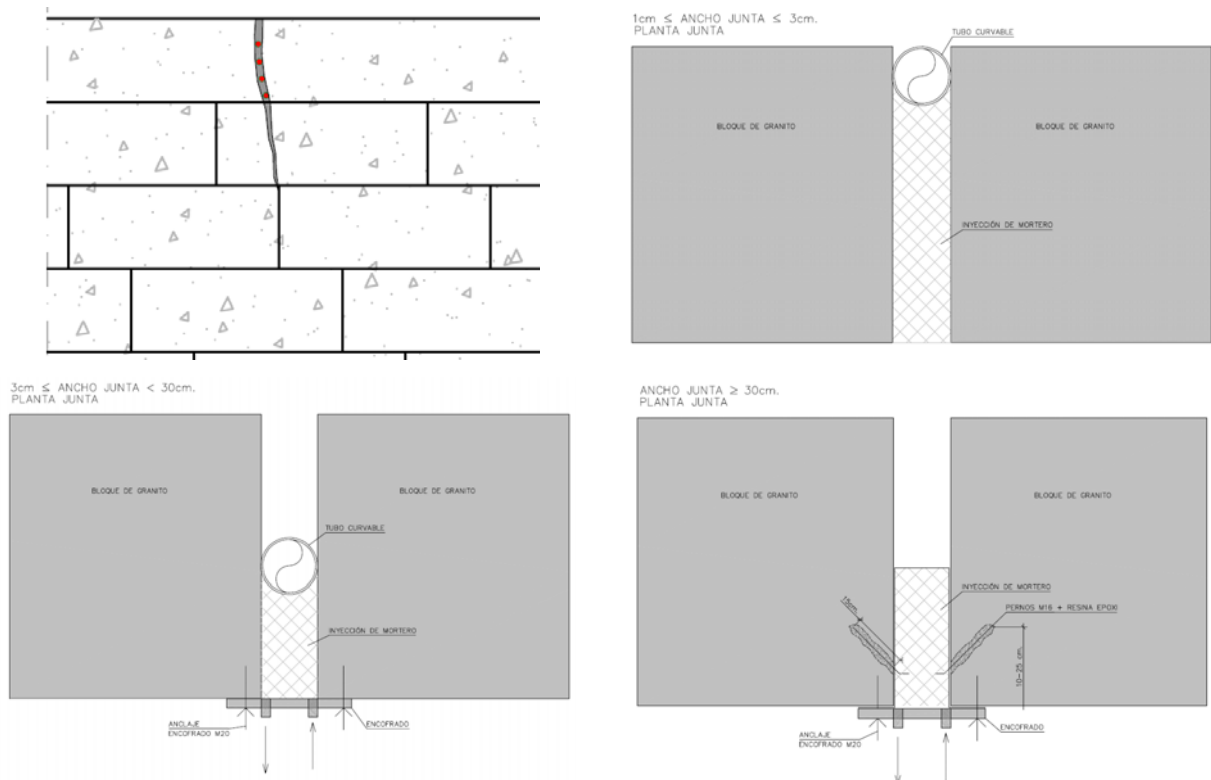 1cm ≤ ANCHO JUNTA ≤ 3cm.
PLANTA JUNTA
TUBO CURVABLE
BLOQUE DE GRANITO
BLOQUE DE GRANITO
INYECCIÓN DE MORTERO
3cm ≤ ANCHO JUNTA < 30cm.
PLANTA JUNTA
BLOQUE DE GRANITO
BLOQUE DE GRANITO
TUBO CURVABLE
INYECCIÓN DE MORTERO
ANCLAJE
ENCOFRADO M20
ENCOFRADO
ANCHO JUNTA ≥ 30cm.
PLANTA JUNTA
BLOQUE DE GRANITO
BLOQUE DE GRANITO
INYECCIÓN DE MORTERO
15cm.
PERNOS M16 + RESINA EPOXI
10-25 cm.
ANCLAJE
ENCOFRADO M20
ENCOFRADO